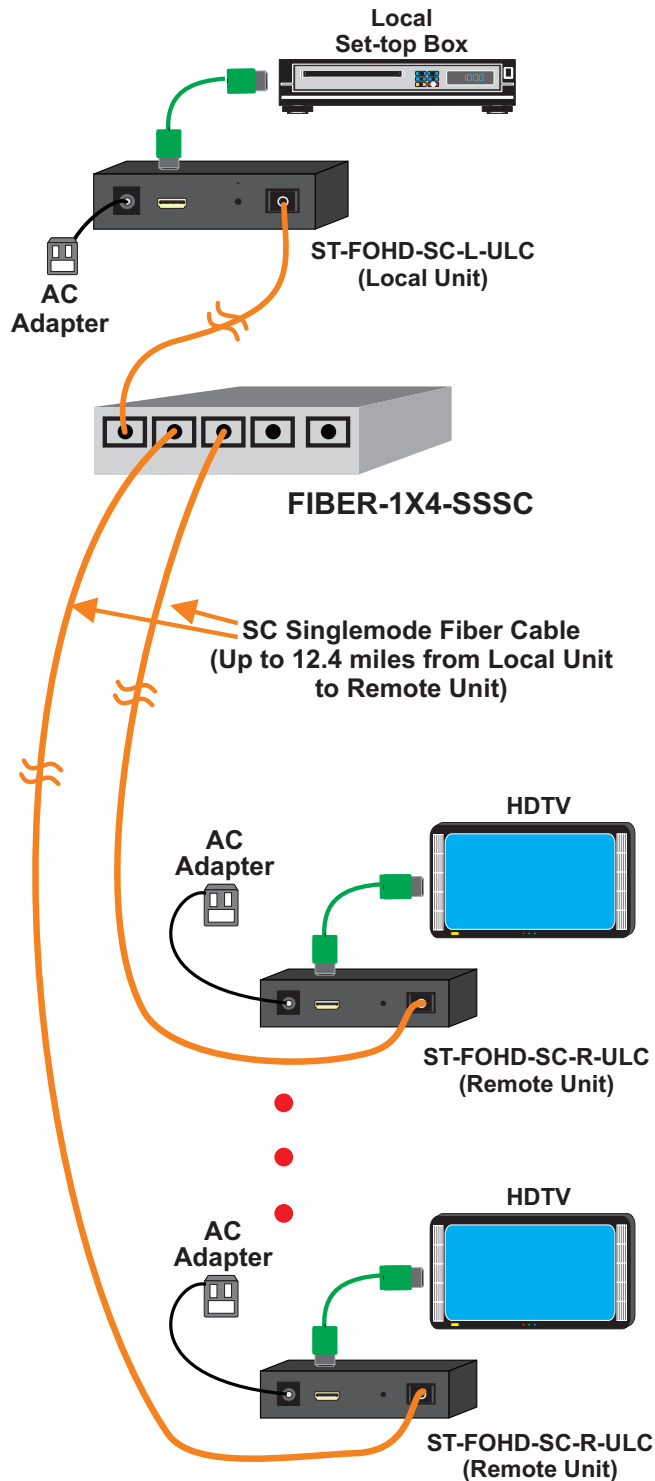 Local
Set-top Box
ST-FOHD-SC-L-ULC
(Local Unit)
AC
Adapter
FIBER-1X4-SSSC
SC Singlemode Fiber Cable
(Up to 12.4 miles from Local Unit
to Remote Unit)
HDTV
AC
Adapter
ST-FOHD-SC-R-ULC
(Remote Unit)
HDTV
AC
Adapter
ST-FOHD-SC-R-ULC
(Remote Unit)